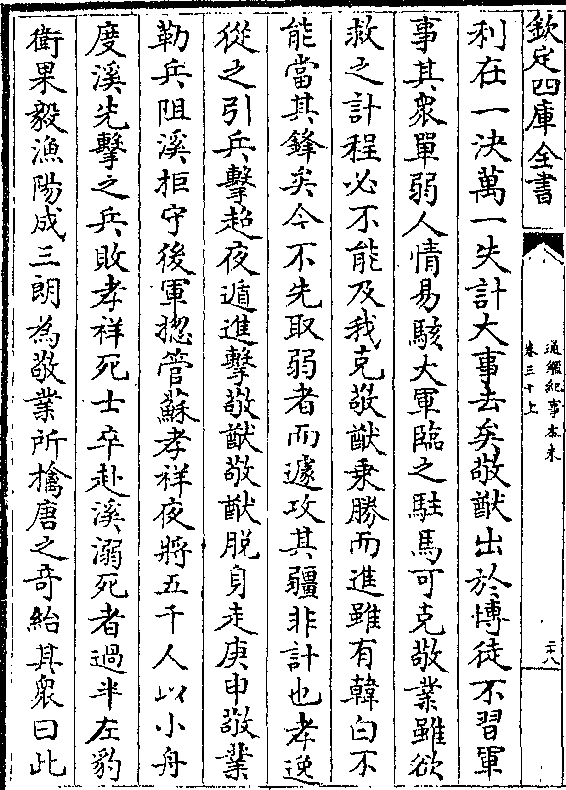 欽定四庫全書
通鑑紀事本末
卷三十上
二十八
利在一決萬一失計大事去矣敬猷出於博徒不習軍
事其衆單弱人情易駭大軍臨之駐馬可克敬業雖欲
救之計程必不能及我克敬猷乗勝而進雖有韓白不
能當其鋒矣今不先取弱者而遽攻其疆非計也孝逸
從之引兵擊超夜遁進擊敬猷敬猷脫身走庚申敬業
勒兵阻溪拒守後軍揔管蘇孝祥夜將五千人以小舟
度溪先擊之兵敗孝祥死士卒赴溪溺死者過半左豹
衛果毅漁陽成三朗為敬業所擒唐之竒紿其衆曰此